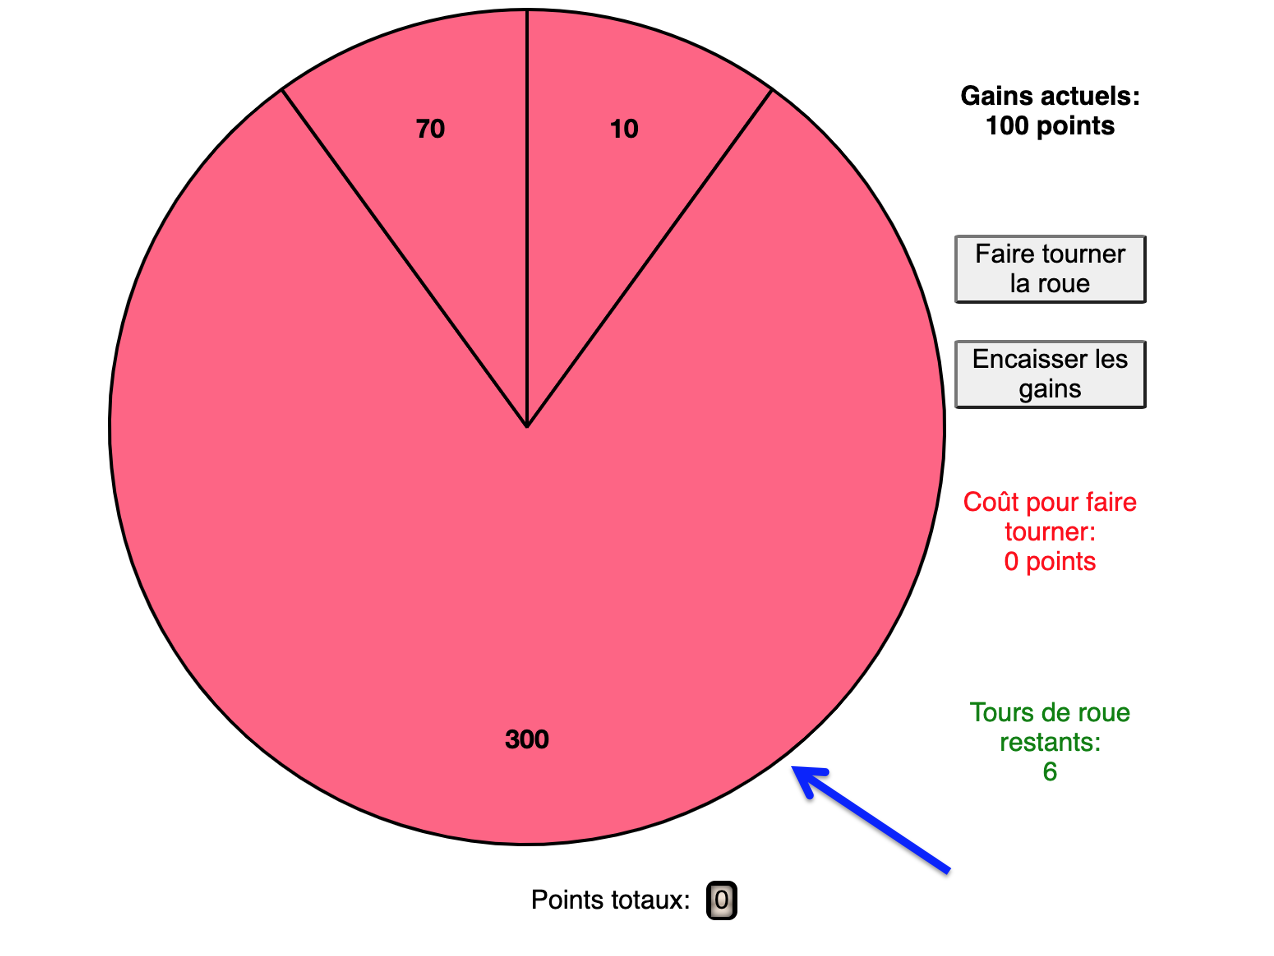 70
10
300
Gains actuels:
100 points
Faire tourner
la roue
Encaisser les
gains
Coût pour faire
tourner:
0 points
Tours de roue
restants:
6
Points totaux: 0